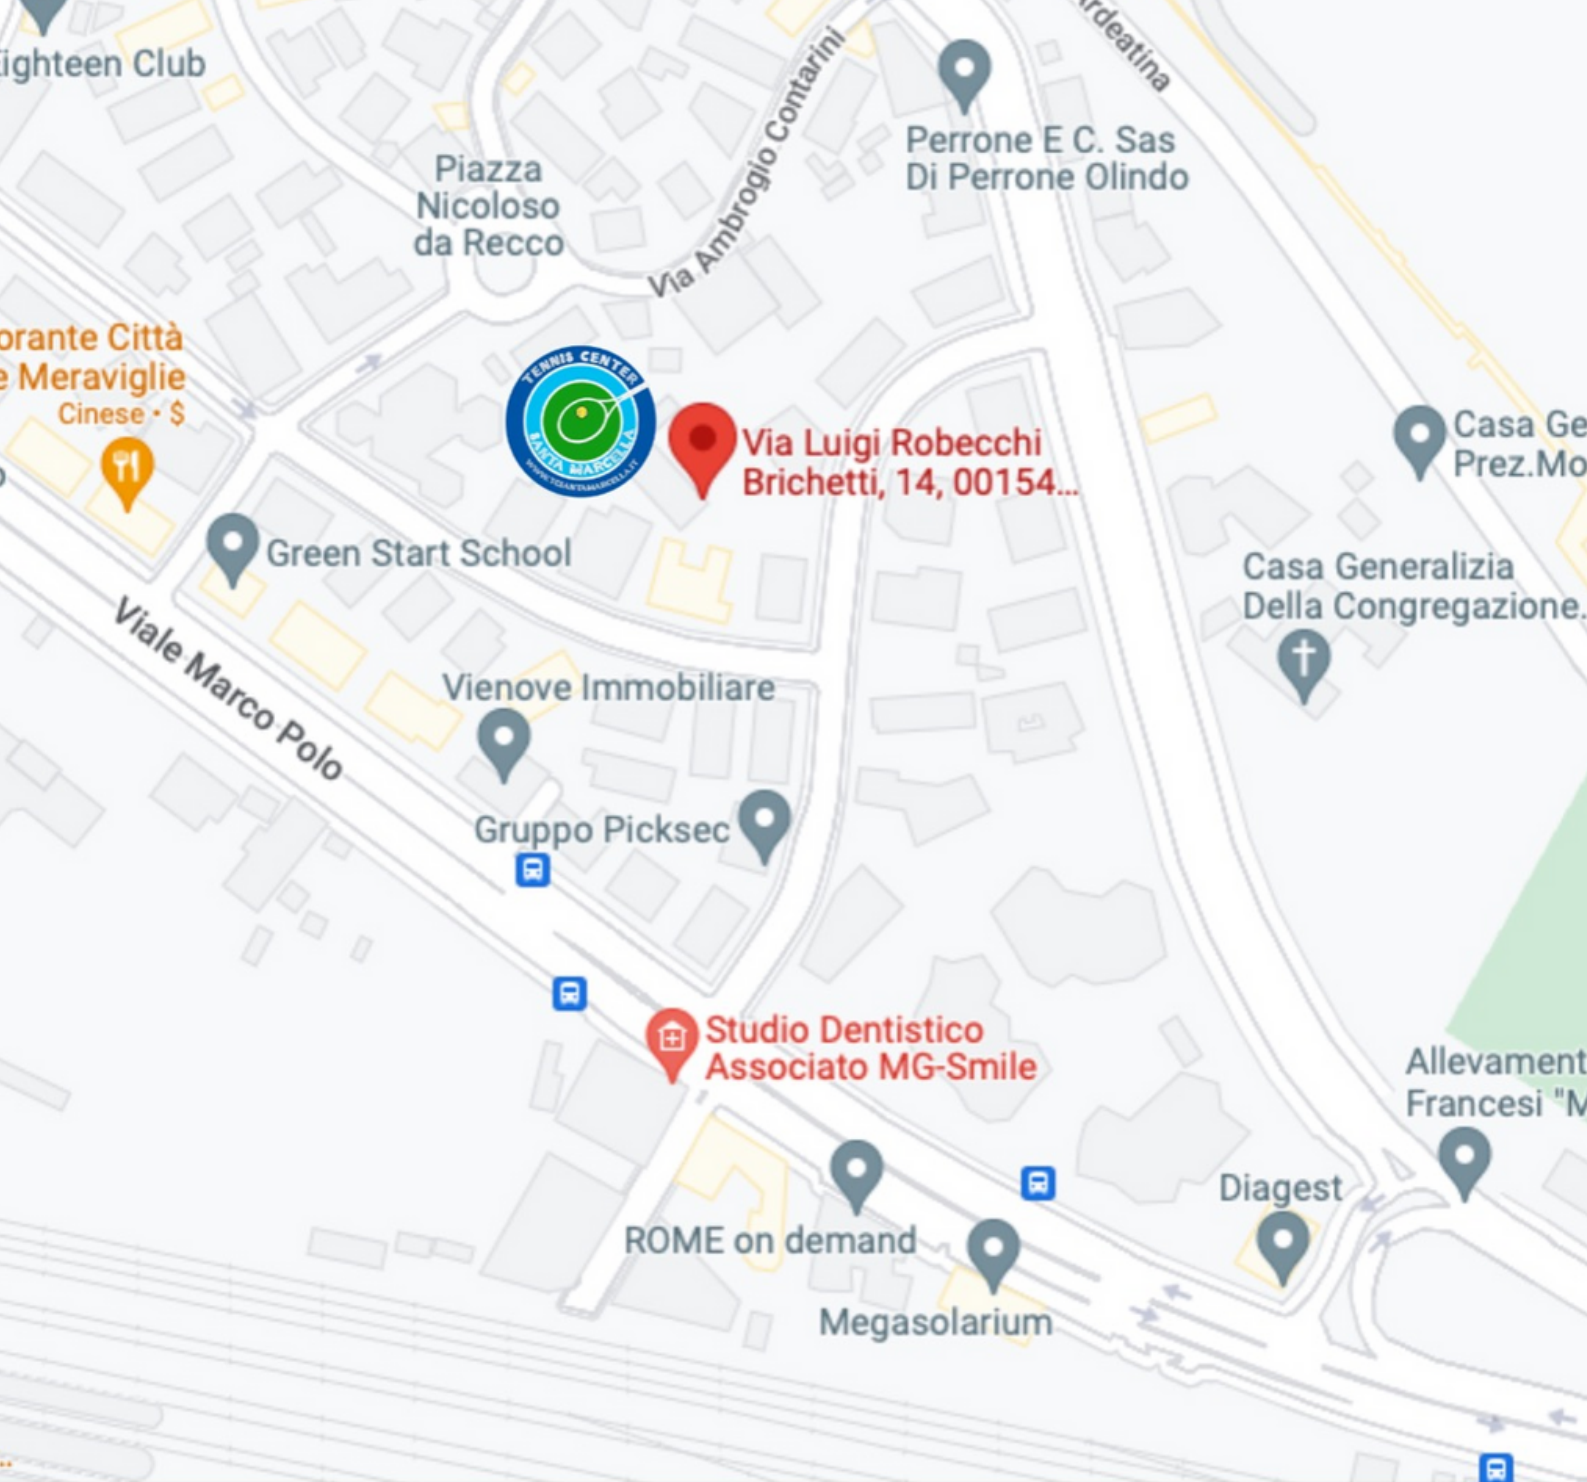 ighteen Club
Ardeatina
Via Ambrogio Contarini
Perrone E C. Sas
Di Perrone Olindo
Piazza
Nicoloso
da Recco
orante Città
e Meraviglie
Cinese • $
TENNIS CENTER
SANTA MARCELLA
WWW.TCSANTAMARCELLA.IT
Via Luigi Robecchi
Brichetti, 14, 00154...
Casa Ge
Prez.Mo
Green Start School
Casa Generalizia
Della Congregazione.
Viale Marco Polo
Vienove Immobiliare
Gruppo Picksec
Studio Dentistico
Associato MG-Smile
Allevament
Francesi "M
Diagest
ROME on demand
Megasolarium